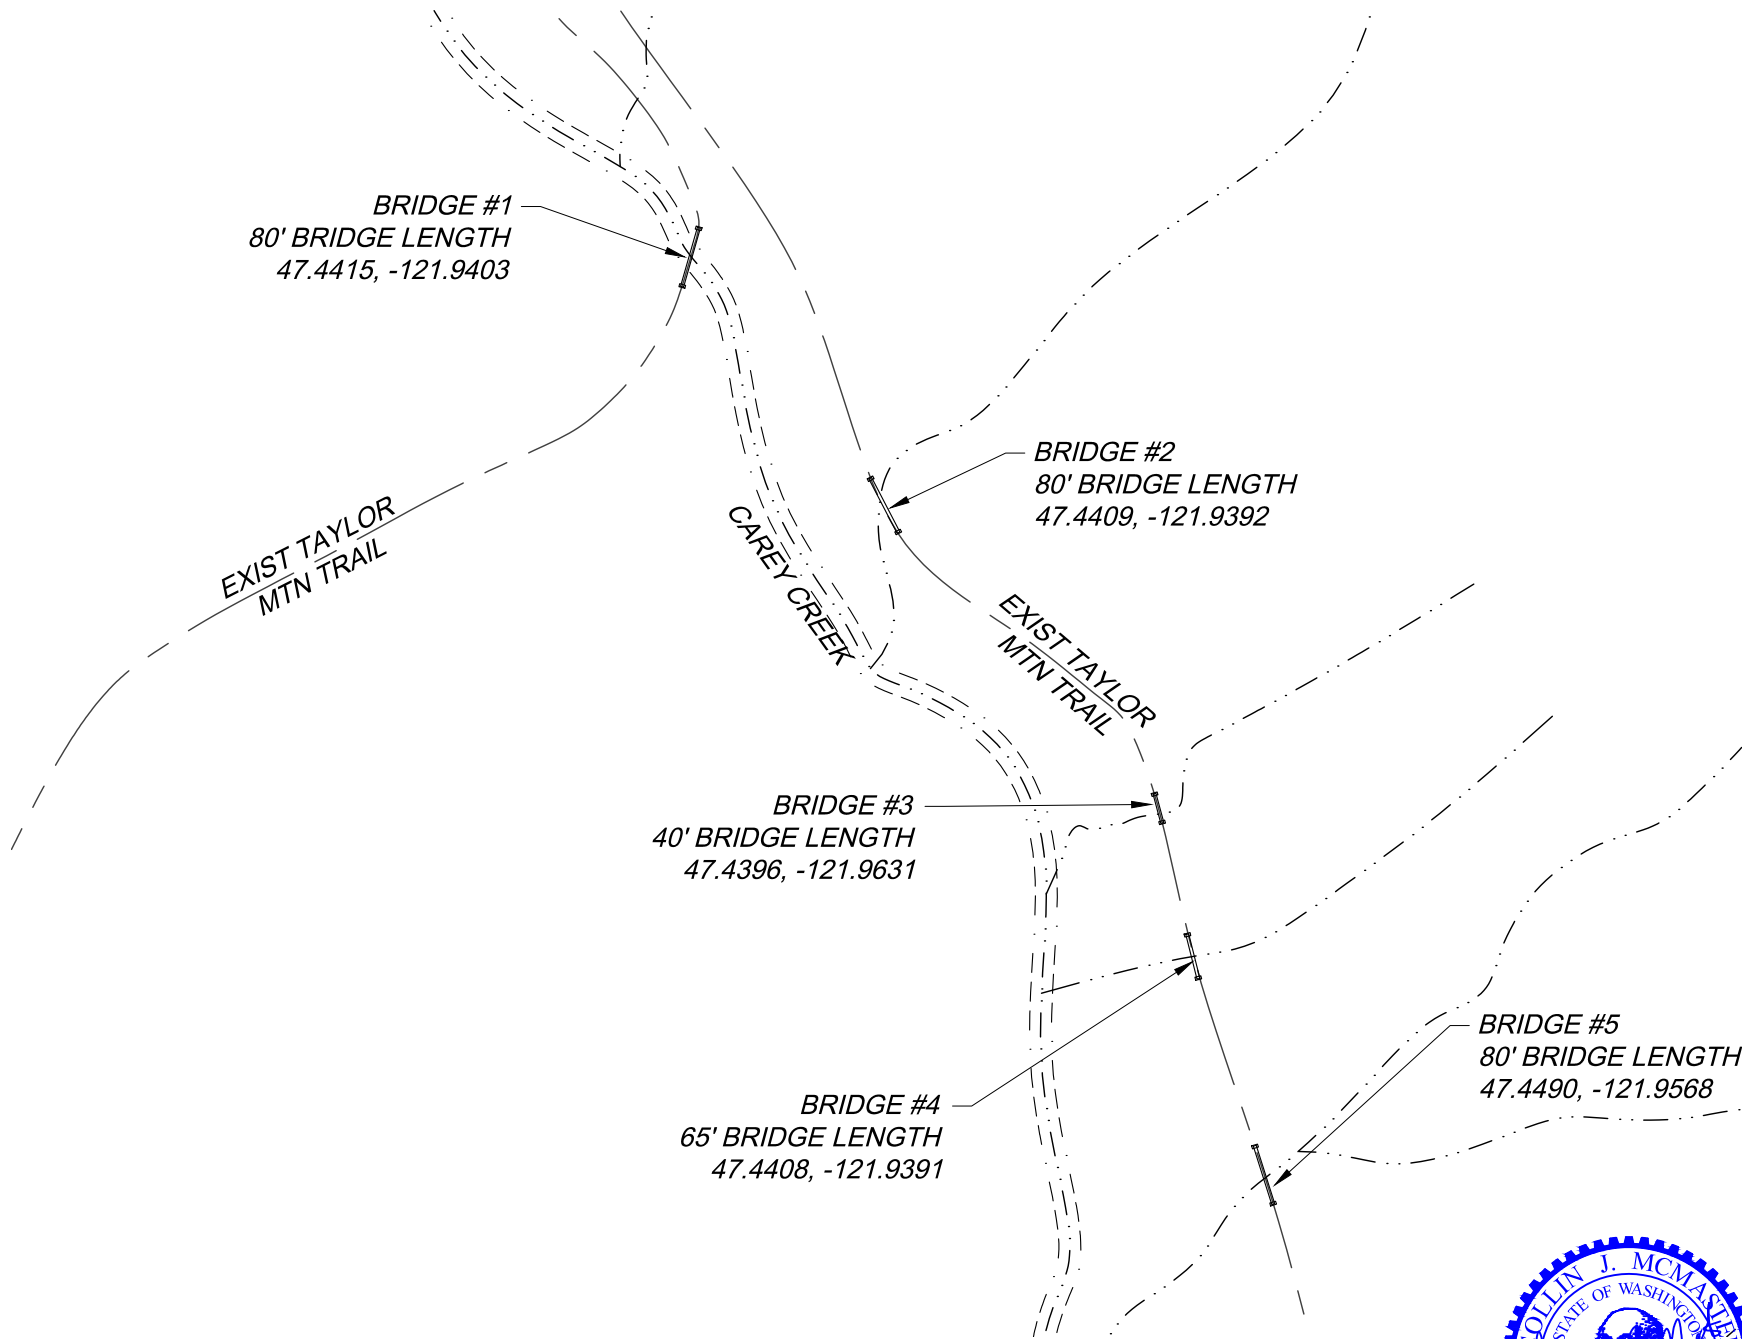 BRIDGE #1
80' BRIDGE LENGTH
47.4415, -121.9403
BRIDGE #2
80' BRIDGE LENGTH
47.4409, -121.9392
EXIST TAYLOR
MTN TRAIL
CAREY CREEK
EXIST TAYLOR
MTN TRAIL
BRIDGE #3
40' BRIDGE LENGTH
47.4396, -121.9631
BRIDGE #4
65' BRIDGE LENGTH
47.4408, -121.9391
BRIDGE #5
80' BRIDGE LENGTH
47.4490, -121.9568
OLLIN J. MCMASTE
STATE OF WASHINGTON